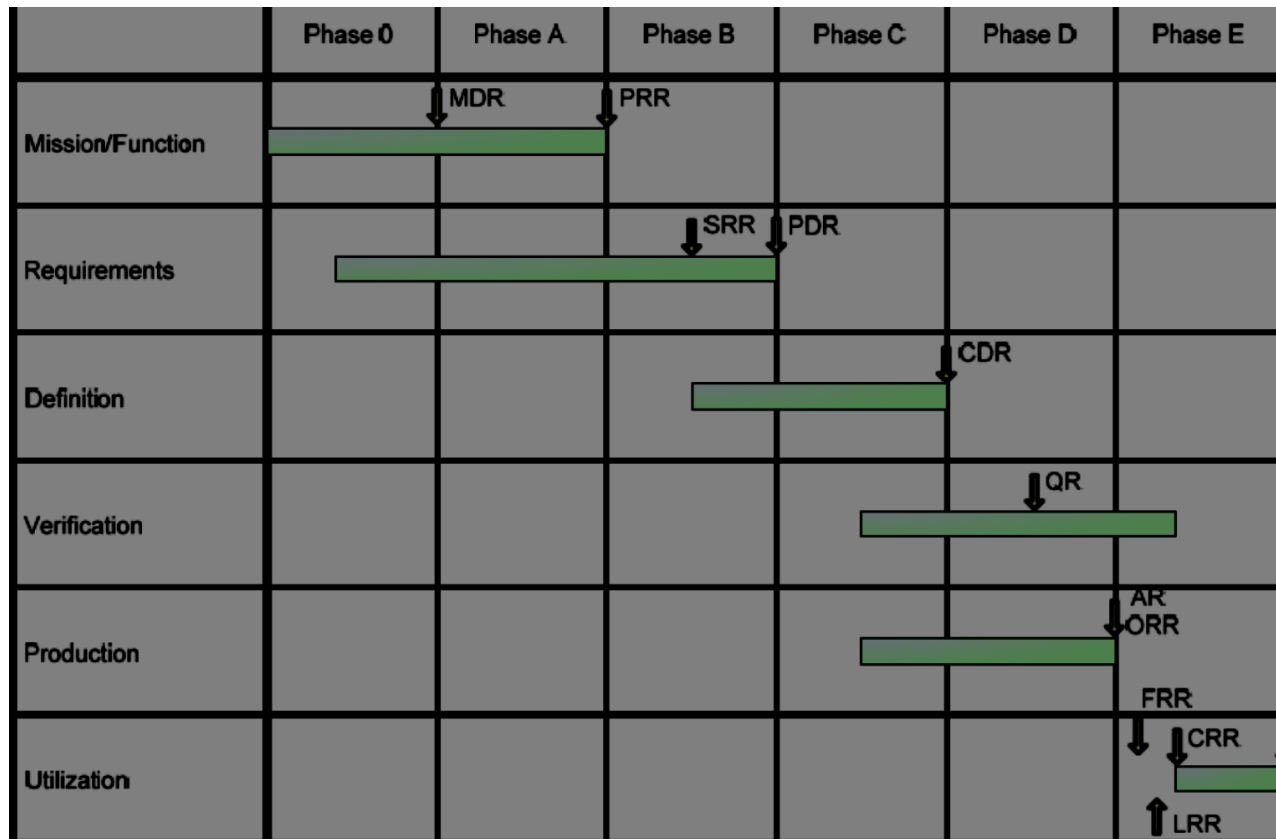 Phase 0 Phase A Phase B Phase C Phase D Phase E
MDR PRR
Mission/Function
SRR PDR
Requirements
CDR
Definition
QR
Verification
AR
ORR
Production
FRR
CRR
Utilization
LRR